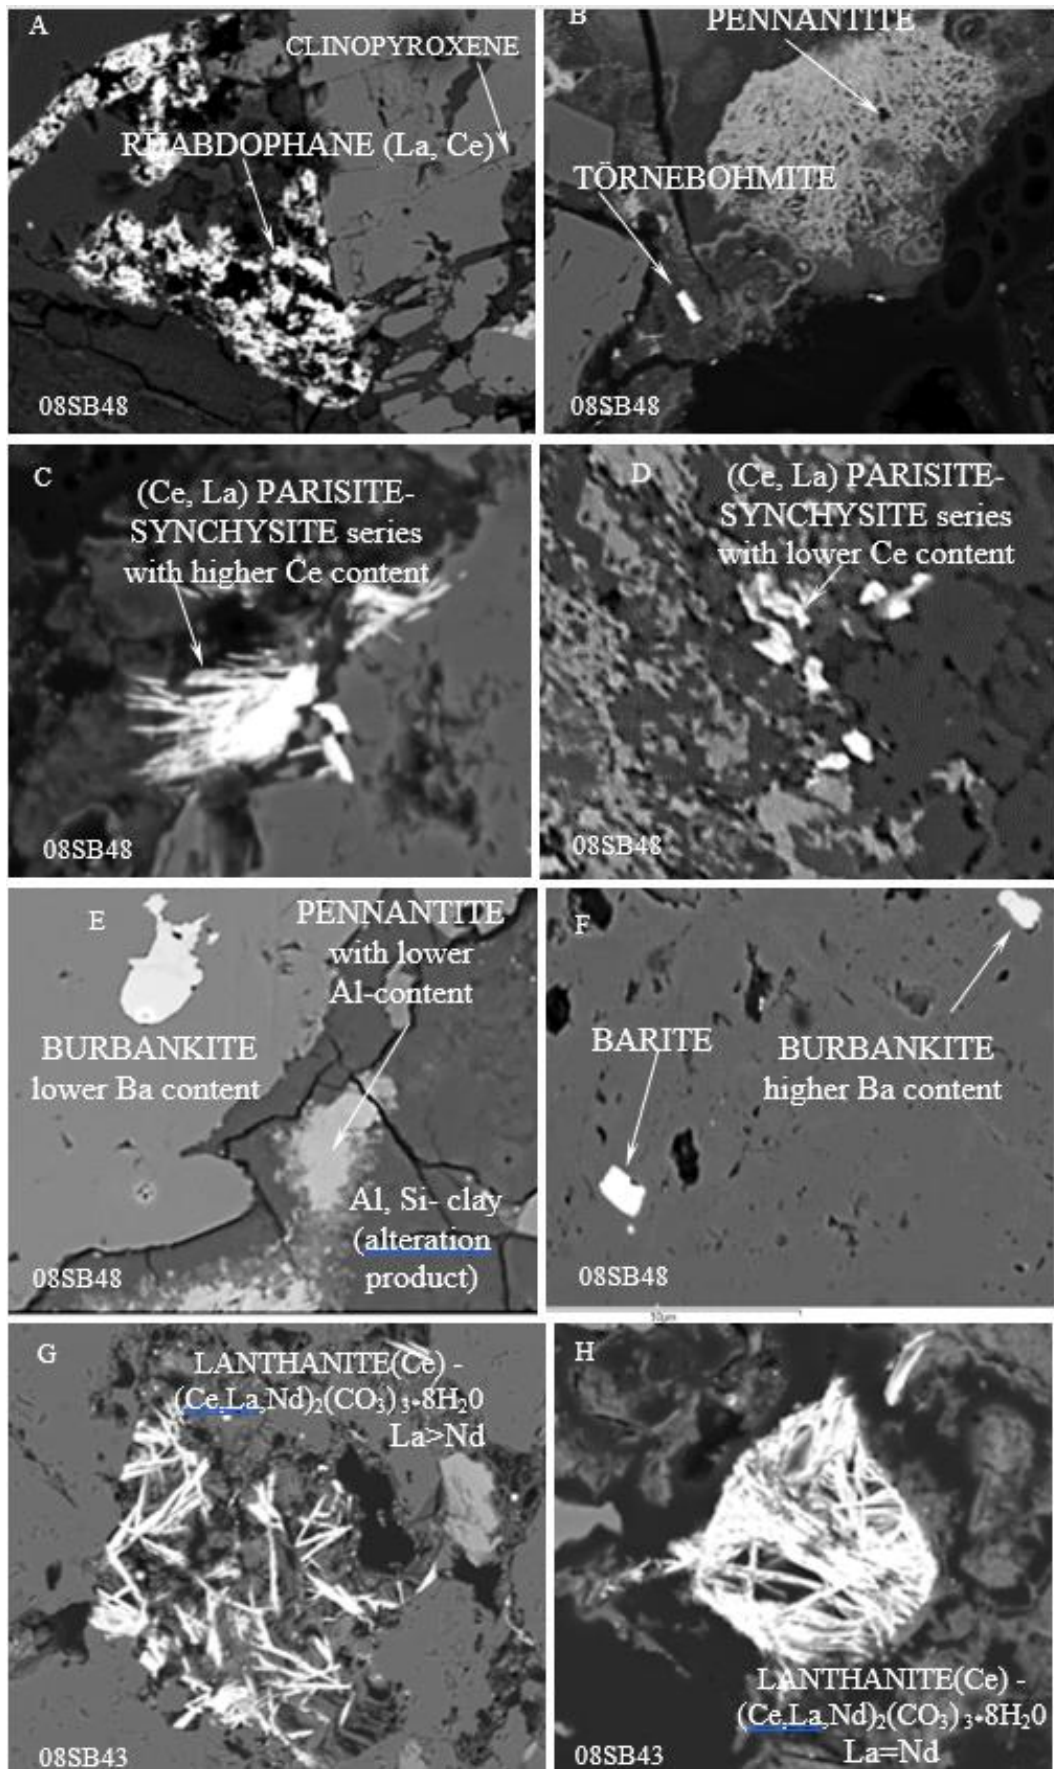 A
CLINOPYROXENE
RHABDOPHANE (La, Ce)
08SB48
B
PENNANTITE
TÖRNEBOHMITE
08SB48
C
(Ce, La) PARISITE-
SYNCHYSITE series
with higher Ce content
08SB48
D
(Ce, La) PARISITE-
SYNCHYSITE series
with lower Ce content
08SB48
E
PENNANTITE
with lower
Al-content
BURBANKITE
lower Ba content
Al, Si- clay
(alteration
product)
08SB48
F
BARITE
BURBANKITE
higher Ba content
08SB48
30µm
G
LANTHANITE(Ce) -
(Ce,La,Nd)₂(CO₃)₃•8H₂0
La>Nd
08SB43
H
LANTHANITE(Ce) -
(Ce,La,Nd)₂(CO₃)₃•8H₂0
La=Nd
08SB43